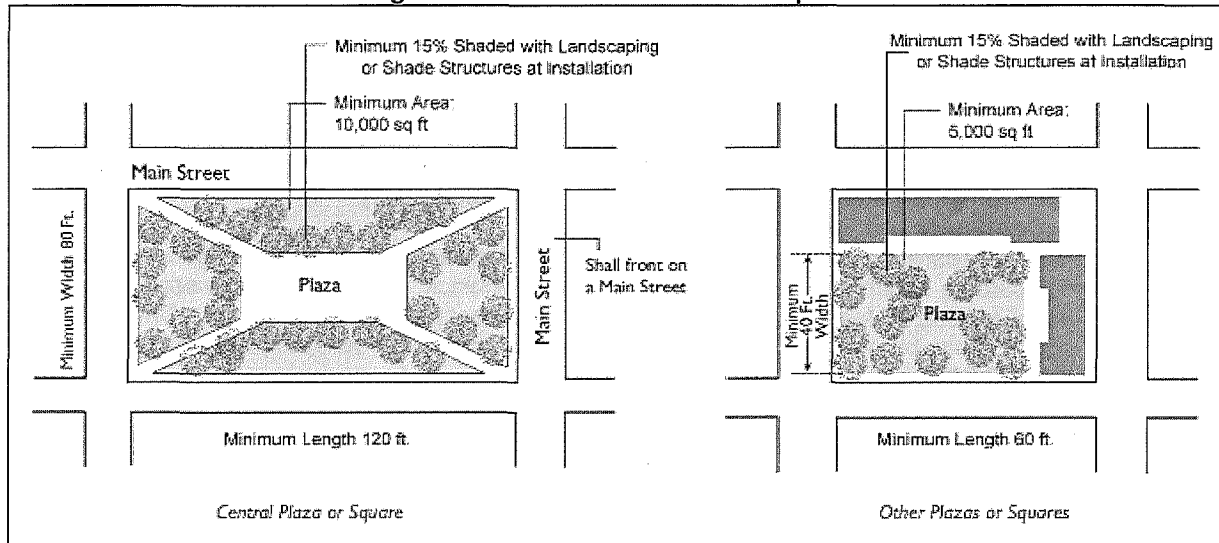 Minimum 15% Shaded with Landscaping
or Shade Structures at Installation
Minimum Area:
10,000 sq ft
Main Street
Minimum Width 80 Ft.
Plaza
Main Street
Shall front on
a Main Street
Minimum Length 120 ft.
Central Plaza or Square
Minimum 15% Shaded with Landscaping
or Shade Structures at Installation
Minimum Area:
5,000 sq ft
Minimum
40 Ft.
Width
Plaza
Minimum Length 60 ft.
Other Plazas or Squares